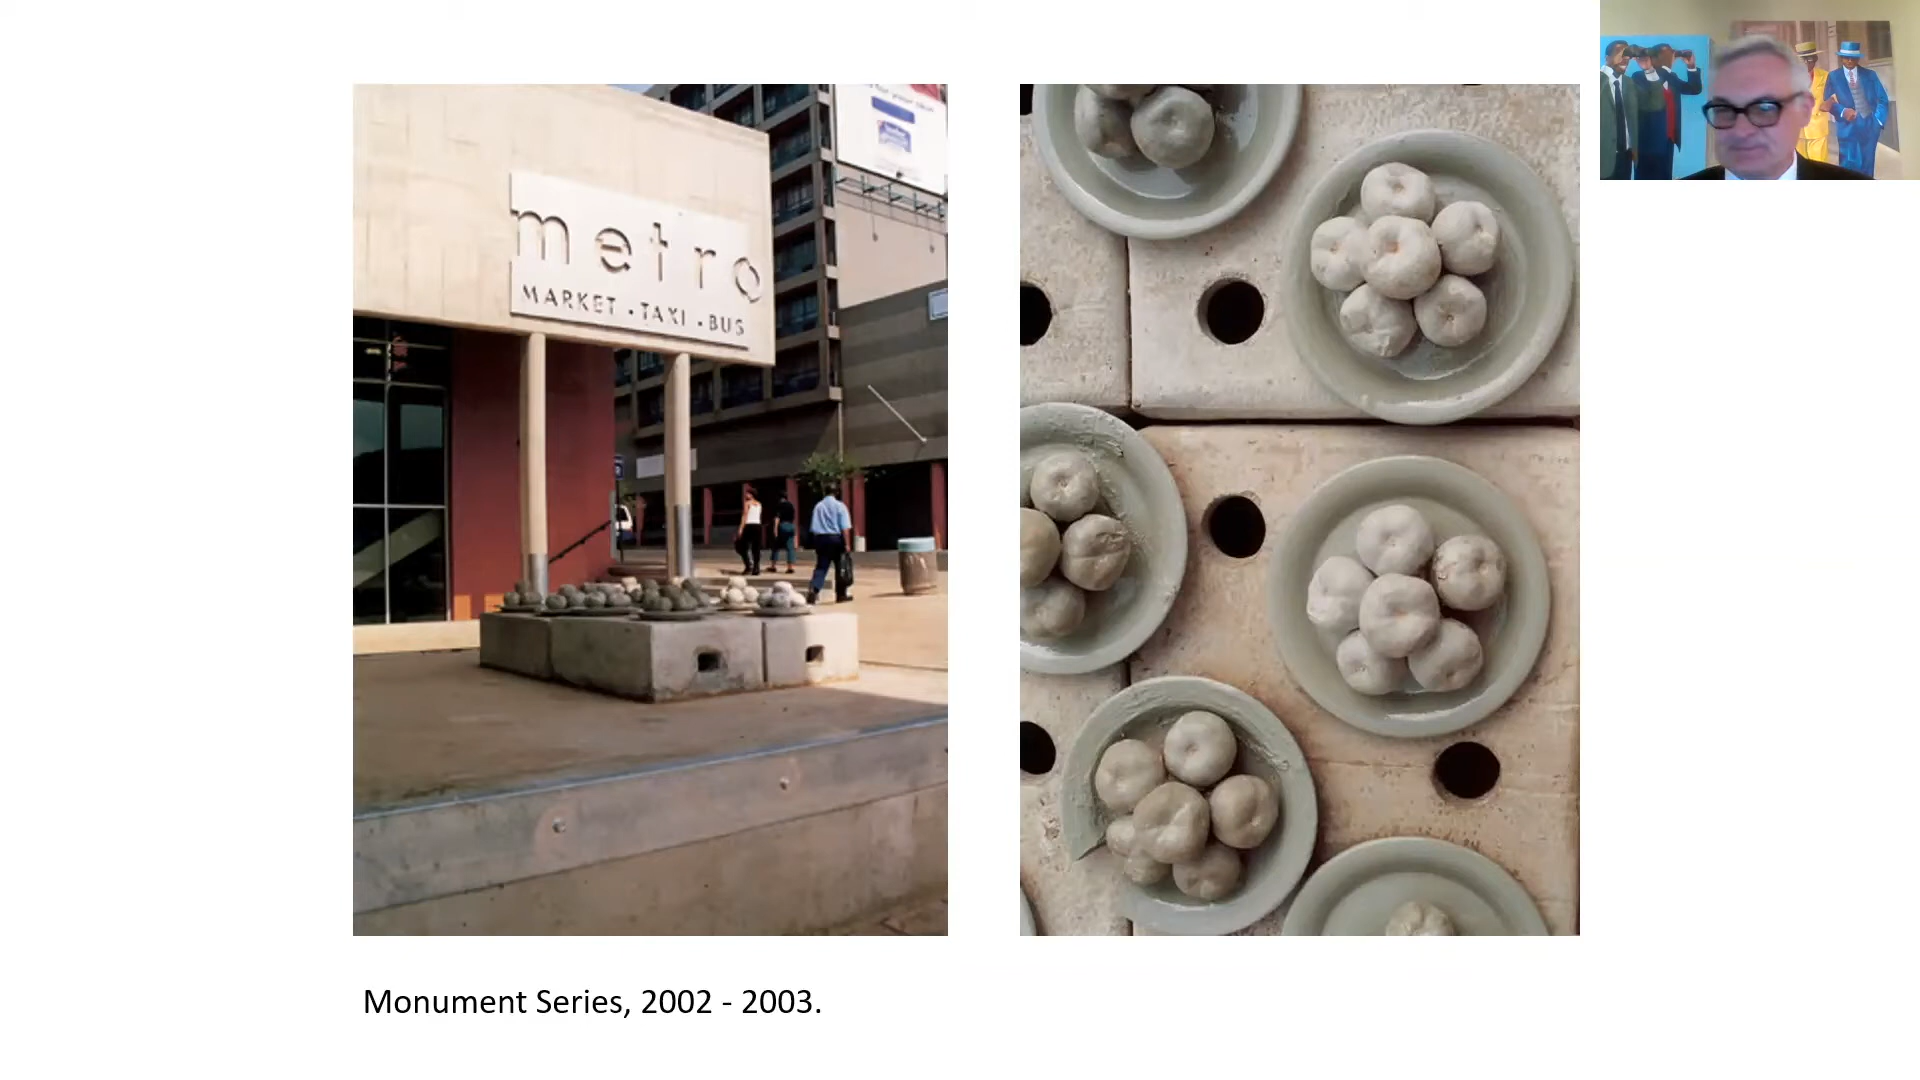 metro
MARKET . TAXI . BUS
Monument Series, 2002 - 2003.